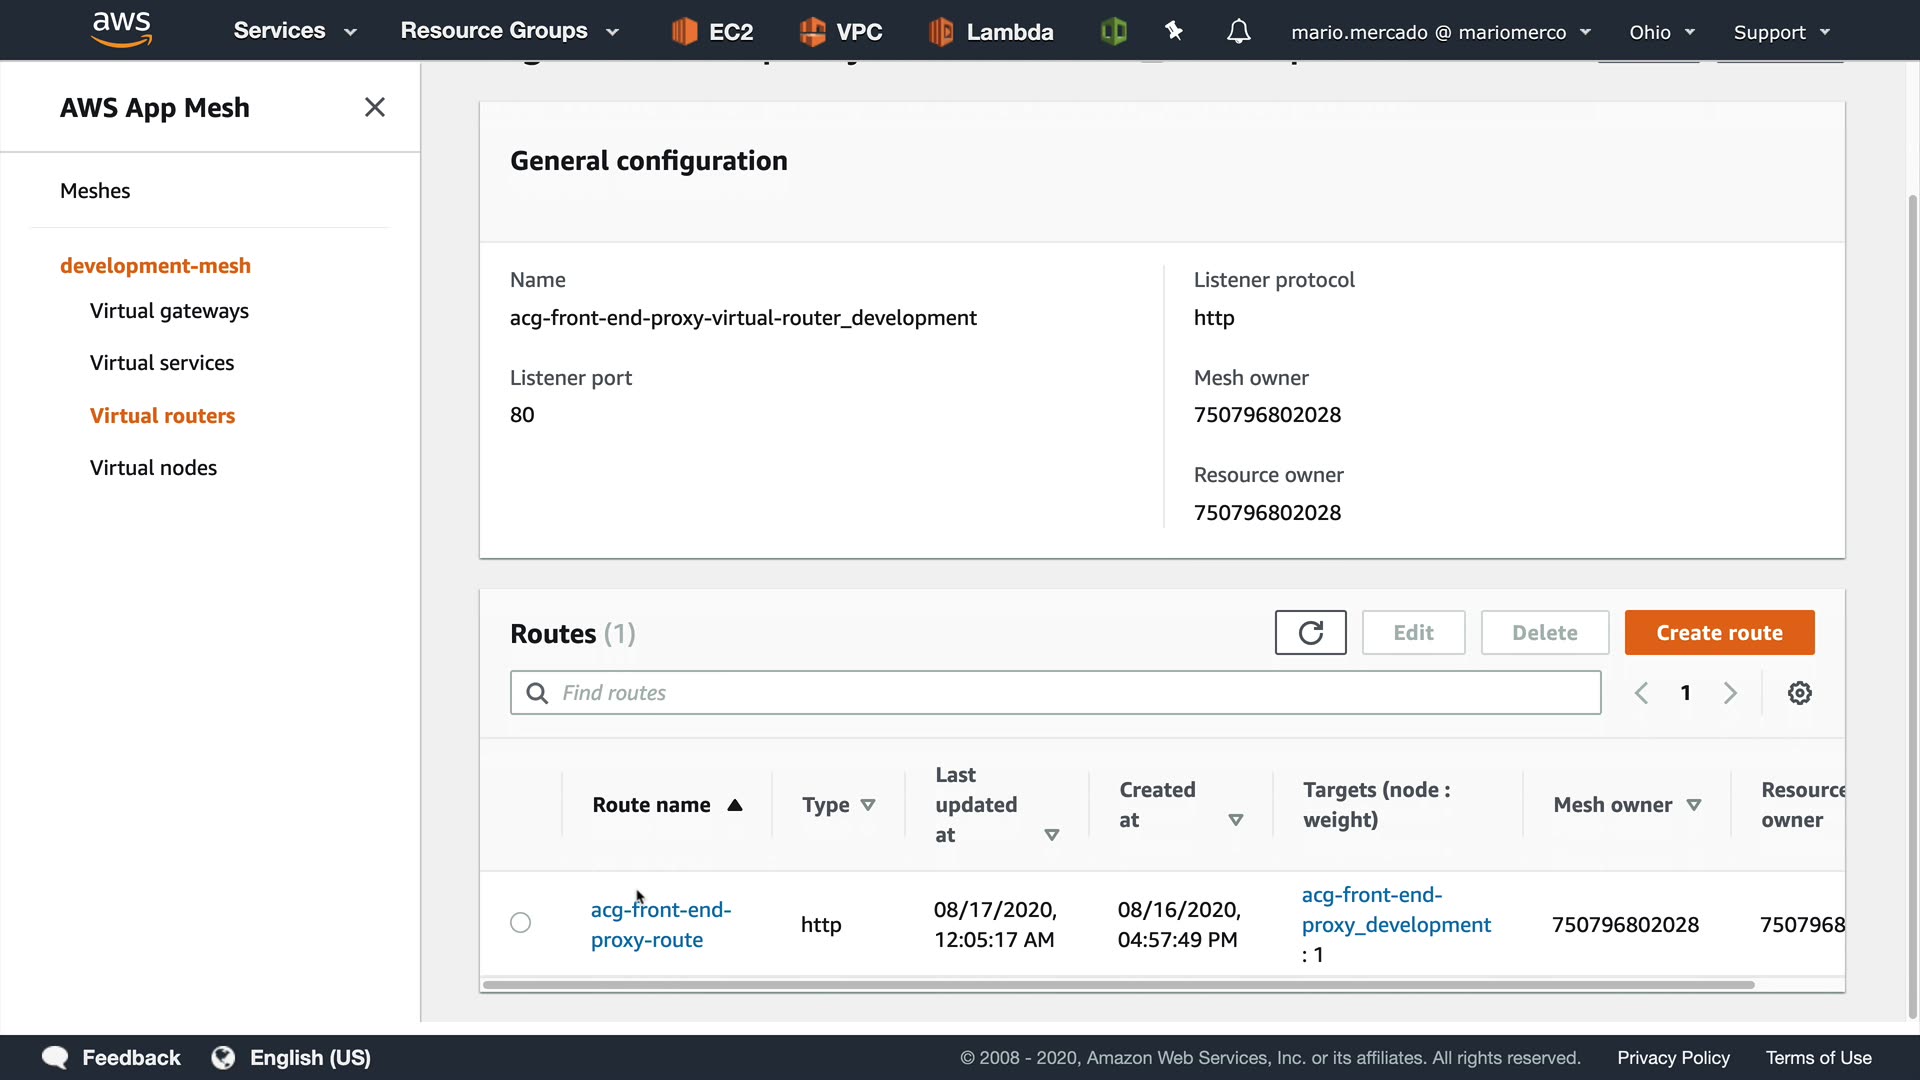 aws
Services
Resource Groups
EC2
VPC
Lambda
mario.mercado @ mariomerco
Ohio
Support
AWS App Mesh
Meshes
development-mesh
Virtual gateways
Virtual services
Virtual routers
Virtual nodes
General configuration
Name
acg-front-end-proxy-virtual-router_development
Listener port
80
Listener protocol
http
Mesh owner
750796802028
Resource owner
750796802028
Routes (1)
Edit
Delete
Create route
Find routes
1
Route name
Type
Last
updated
at
Created
at
Targets (node :
weight)
Mesh owner
Resource
owner
acg-front-end-
proxy-route
http
08/17/2020,
12:05:17 AM
08/16/2020,
04:57:49 PM
acg-front-end-
proxy_development
: 1
750796802028
7507968
Feedback
English (US)
© 2008 - 2020, Amazon Web Services, Inc. or its affiliates. All rights reserved.
Privacy Policy
Terms of Use